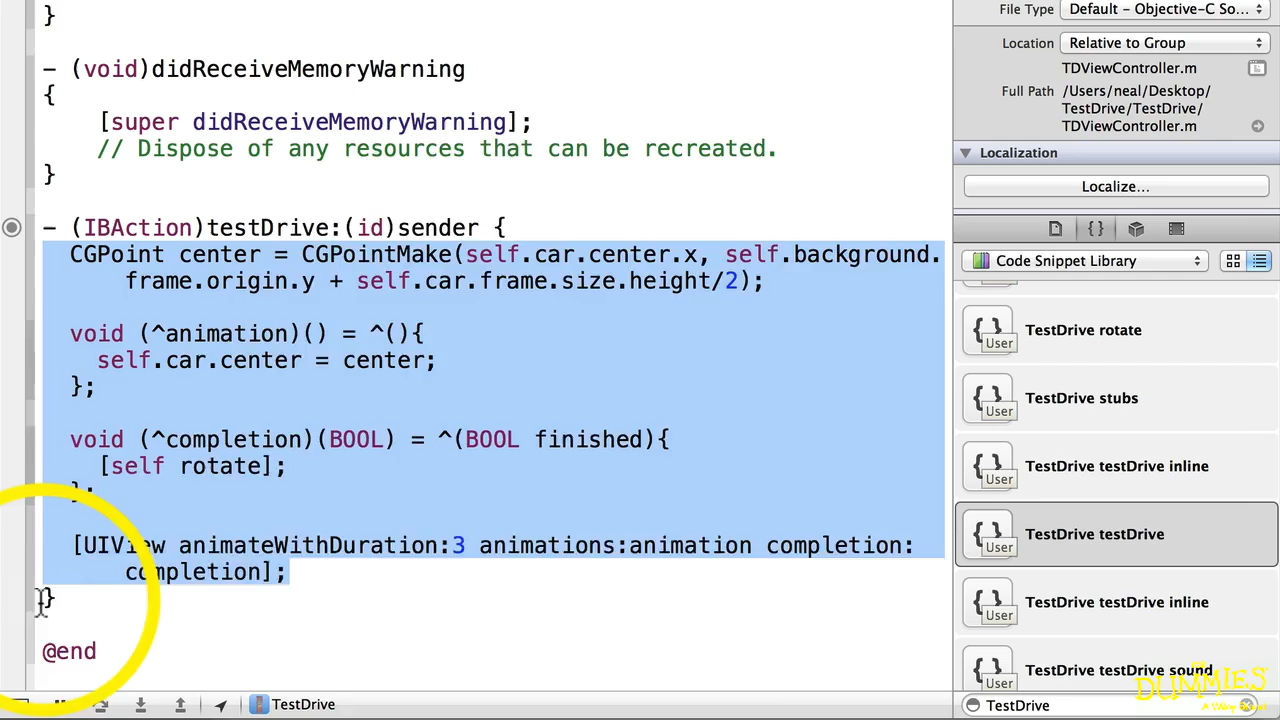 }
- (void)didReceiveMemoryWarning
{
[super didReceiveMemoryWarning];
// Dispose of any resources that can be recreated.
}
- (IBAction)testDrive:(id)sender {
CGPoint center = CGPointMake(self.car.center.x, self.background.
frame.origin.y + self.car.frame.size.height/2);
void (^animation)() = ^(){
self.car.center = center;
};
void (^completion)(BOOL) = ^(BOOL finished){
[self rotate];
};
[UIView animateWithDuration:3 animations:animation completion:
completion];
}
@end
TestDrive
File Type Default - Objective-C So...
Location Relative to Group
TDViewController.m
Full Path /Users/neal/Desktop/
TestDrive/TestDrive/
TDViewController.m
Localization
Localize...
{ }
Code Snippet Library
{} User TestDrive rotate
{} User TestDrive stubs
{} User TestDrive testDrive inline
{} User TestDrive testDrive
{} User TestDrive testDrive inline
{} User TestDrive testDrive sound
DUMMIES
A Wiley Brand
TestDrive